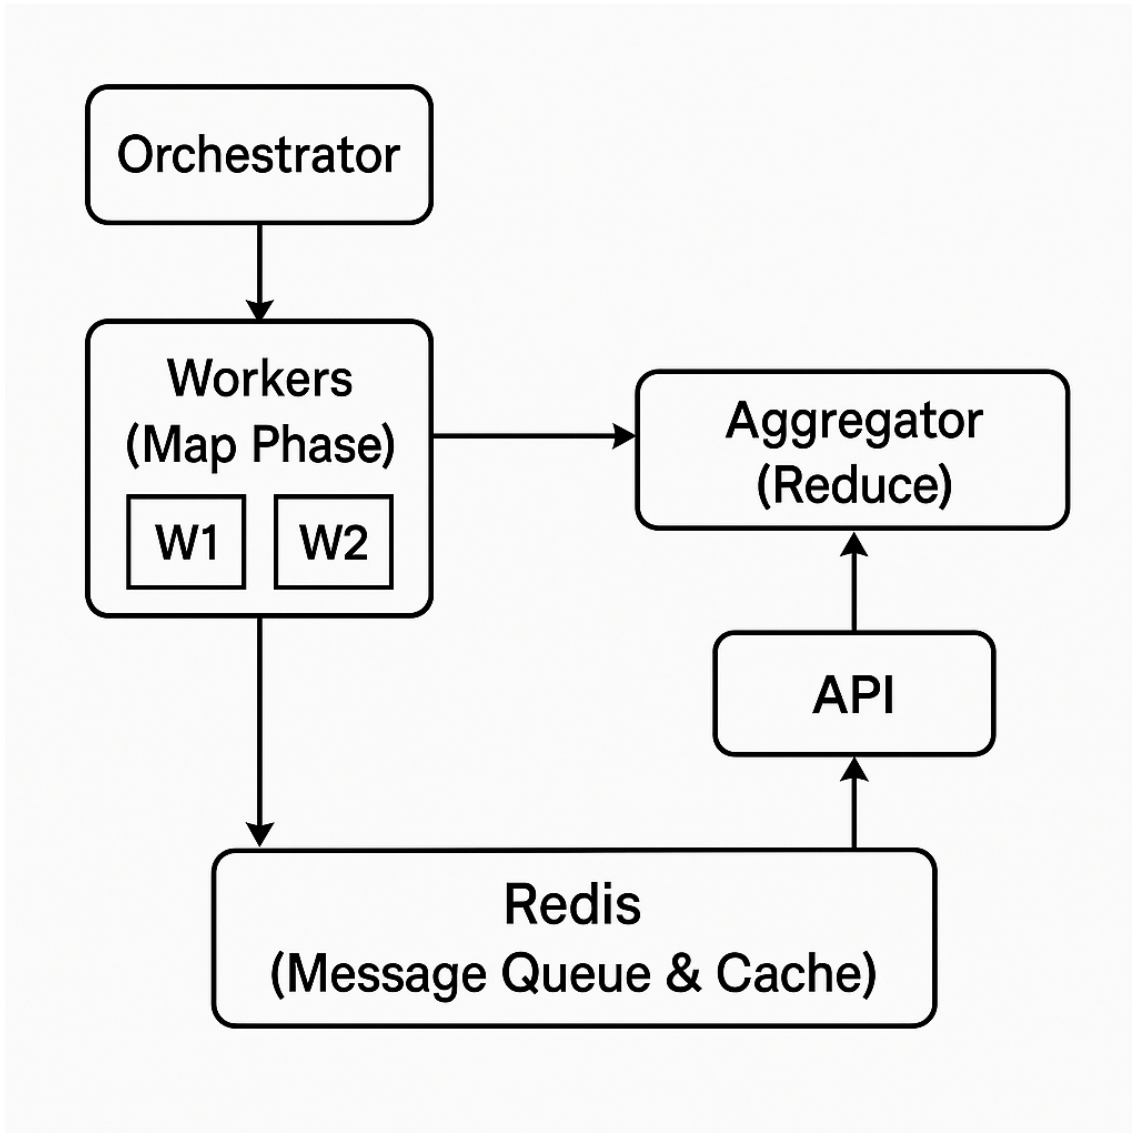 Orchestrator
Workers
(Map Phase)
W1
W2
Aggregator
(Reduce)
API
Redis
(Message Queue & Cache)